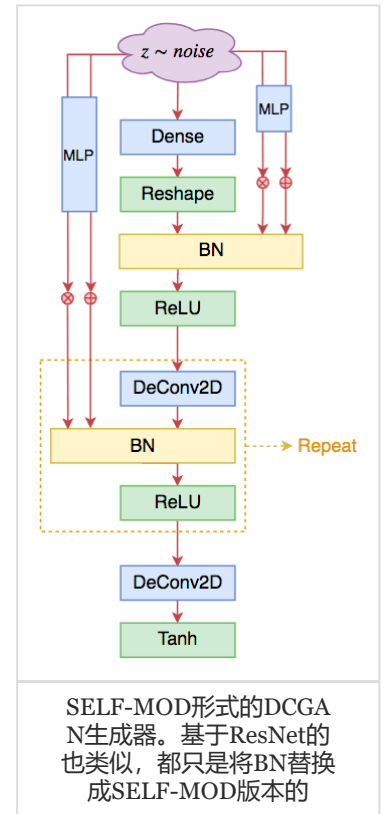 z ~ noise
MLP
MLP
Dense
Reshape
BN
ReLU
DeConv2D
BN
Repeat
ReLU
DeConv2D
Tanh
SELF-MOD形式的DCGA
N生成器。基于ResNet的
也类似，都只是将BN替换
成SELF-MOD版本的